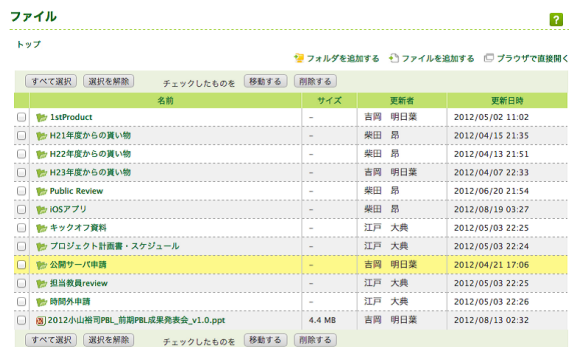 ファイル
?
トップ
フォルダを追加する ファイルを追加する ブラウザで直接開く
すべて選択 選択を解除 チェックしたものを 移動する 削除する
名前 サイズ 更新者 更新日時
1stProduct – 吉岡 明日葉 2012/05/02 11:02
H21年度からの貰い物 – 柴田 昂 2012/04/15 21:35
H22年度からの貰い物 – 柴田 昂 2012/04/13 21:51
H23年度からの貰い物 – 吉岡 明日葉 2012/04/07 22:33
Public Review – 柴田 昂 2012/06/20 21:54
iOSアプリ – 柴田 昂 2012/08/19 03:27
キックオフ資料 – 江戸 大典 2012/05/03 22:25
プロジェクト計画書・スケジュール – 江戸 大典 2012/05/03 22:24
公開サーバ申請 – 吉岡 明日葉 2012/04/21 17:06
担当教員review – 江戸 大典 2012/05/03 22:25
時間外申請 – 江戸 大典 2012/05/03 22:26
2012小山裕司PBL_前期PBL成果発表会_v1.0.ppt 4.4 MB 吉岡 明日葉 2012/08/13 02:32
すべて選択 選択を解除 チェックしたものを 移動する 削除する